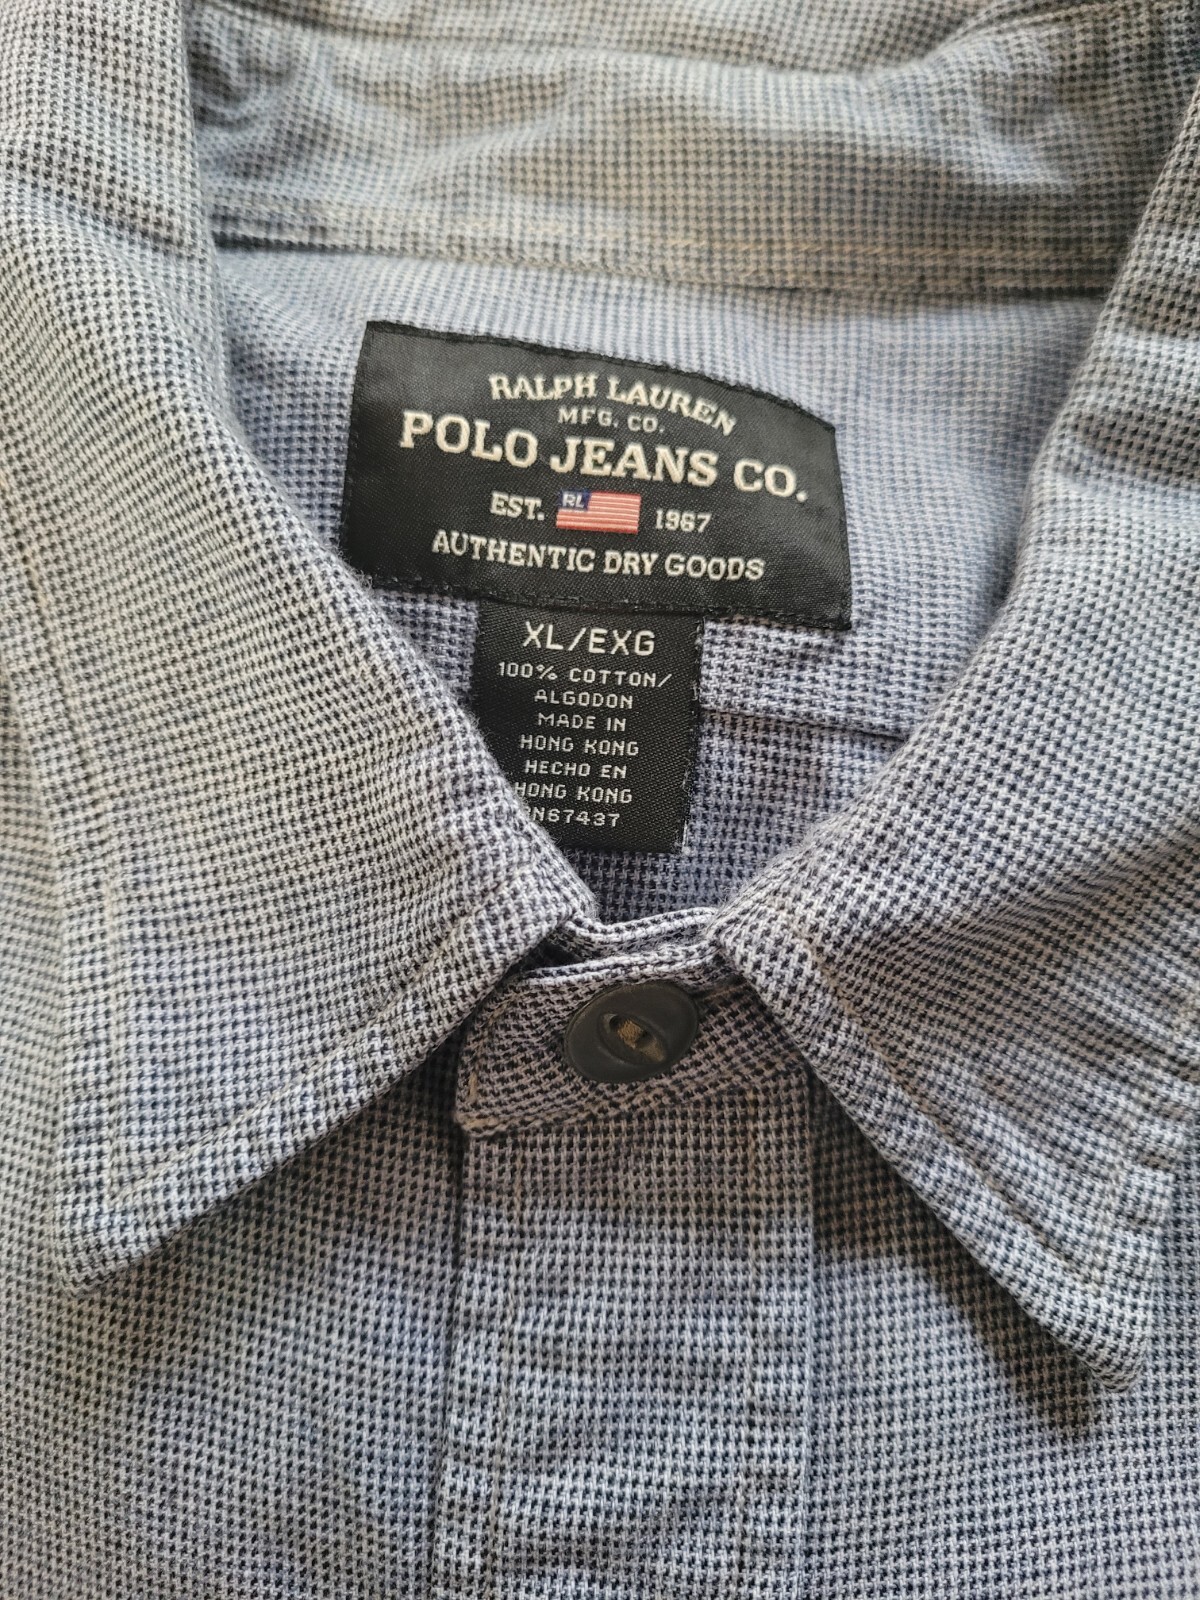 RALPH LAUREN
MFG. CO.
POLO JEANS CO.
EST. RL 1967
AUTHENTIC DRY GOODS
XL/EXG
100% COTTON/
ALGODON
MADE IN
HONG KONG
HECHO EN
HONG KONG
N67437